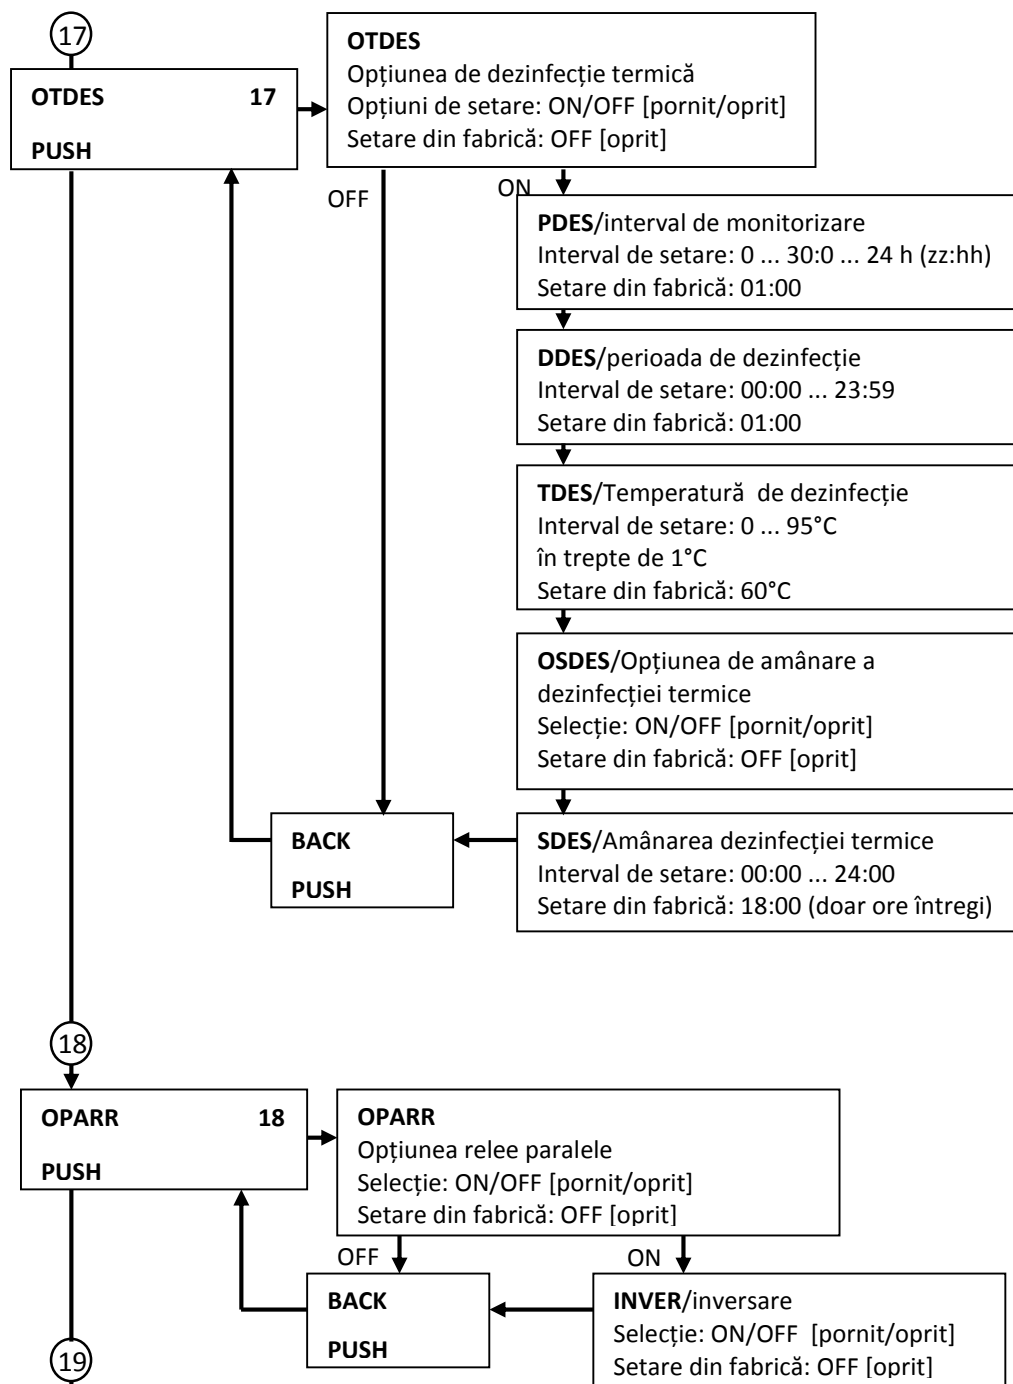 17
OTDES 17
PUSH
OTDES
Opțiunea de dezinfecție termică
Opțiuni de setare: ON/OFF [pornit/oprit]
Setare din fabrică: OFF [oprit]
OFF
ON
PDES/interval de monitorizare
Interval de setare: 0 ... 30:0 ... 24 h (zz:hh)
Setare din fabrică: 01:00
DDES/perioada de dezinfecție
Interval de setare: 00:00 ... 23:59
Setare din fabrică: 01:00
TDES/Temperatură de dezinfecție
Interval de setare: 0 ... 95°C
în trepte de 1°C
Setare din fabrică: 60°C
OSDES/Opțiunea de amânare a
dezinfecției termice
Selecție: ON/OFF [pornit/oprit]
Setare din fabrică: OFF [oprit]
SDES/Amânarea dezinfecției termice
Interval de setare: 00:00 ... 24:00
Setare din fabrică: 18:00 (doar ore întregi)
BACK
PUSH
18
OPARR 18
PUSH
OPARR
Opțiunea relee paralele
Selecție: ON/OFF [pornit/oprit]
Setare din fabrică: OFF [oprit]
OFF
ON
BACK
PUSH
INVER/inversare
Selecție: ON/OFF [pornit/oprit]
Setare din fabrică: OFF [oprit]
19